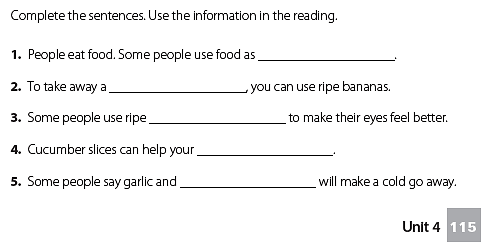 Complete the sentences. Use the information in the reading.
1. People eat food. Some people use food as ____________________.
2. To take away a ____________________, you can use ripe bananas.
3. Some people use ripe ____________________ to make their eyes feel better.
4. Cucumber slices can help your ____________________.
5. Some people say garlic and ____________________ will make a cold go away.
Unit 4 115